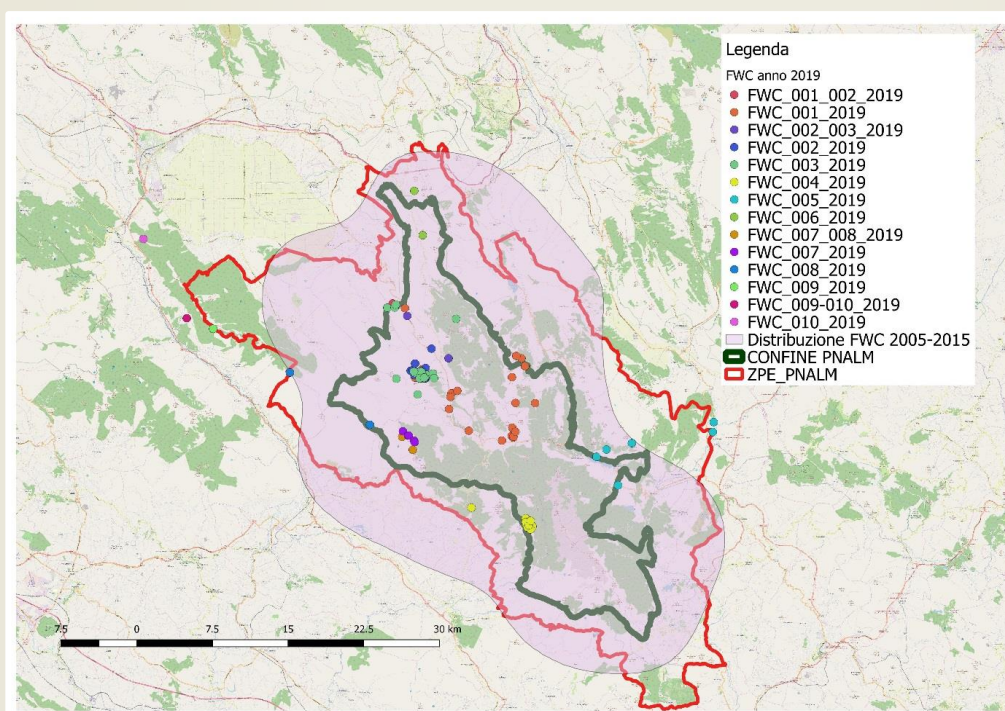 Legenda
FWC anno 2019
FWC_001_002_2019
FWC_001_2019
FWC_002_003_2019
FWC_002_2019
FWC_003_2019
FWC_004_2019
FWC_005_2019
FWC_006_2019
FWC_007_008_2019
FWC_007_2019
FWC_008_2019
FWC_009_2019
FWC_009-010_2019
FWC_010_2019
Distribuzione FWC 2005-2015
CONFINE PNALM
ZPE_PNALM
7.5 0 7.5 15 22.5 30 km